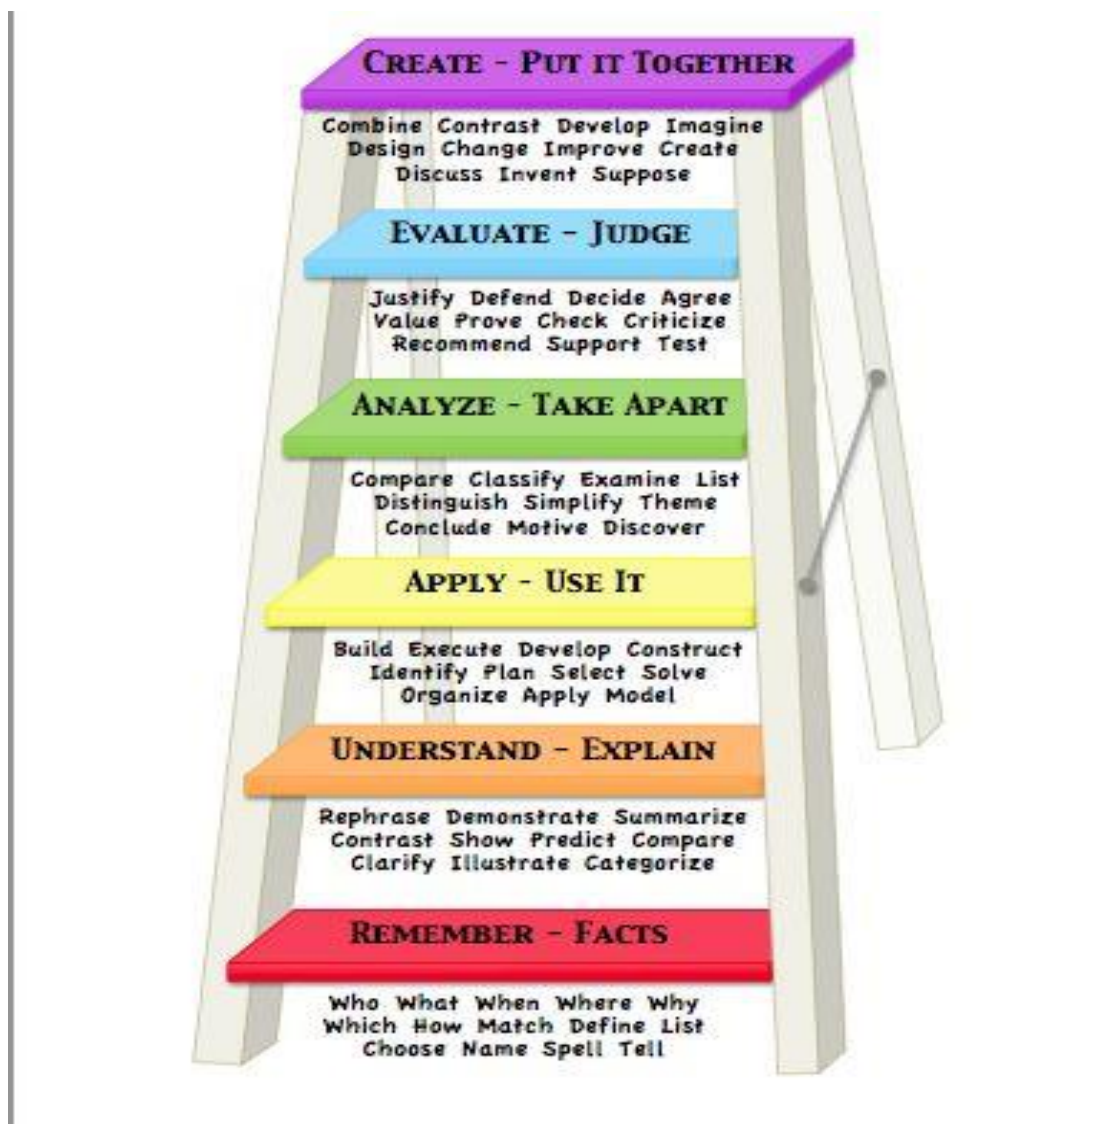 CREATE - PUT IT TOGETHER
Combine Contrast Develop Imagine
Design Change Improve Create
Discuss Invent Suppose
EVALUATE - JUDGE
Justify Defend Decide Agree
Value Prove Check Criticize
Recommend Support Test
ANALYZE - TAKE APART
Compare Classify Examine List
Distinguish Simplify Theme
Conclude Motive Discover
APPLY - USE IT
Build Execute Develop Construct
Identify Plan Select Solve
Organize Apply Model
UNDERSTAND - EXPLAIN
Rephrase Demonstrate Summarize
Contrast Show Predict Compare
Clarify Illustrate Categorize
REMEMBER - FACTS
Who What When Where Why
Which How Match Define List
Choose Name Spell Tell